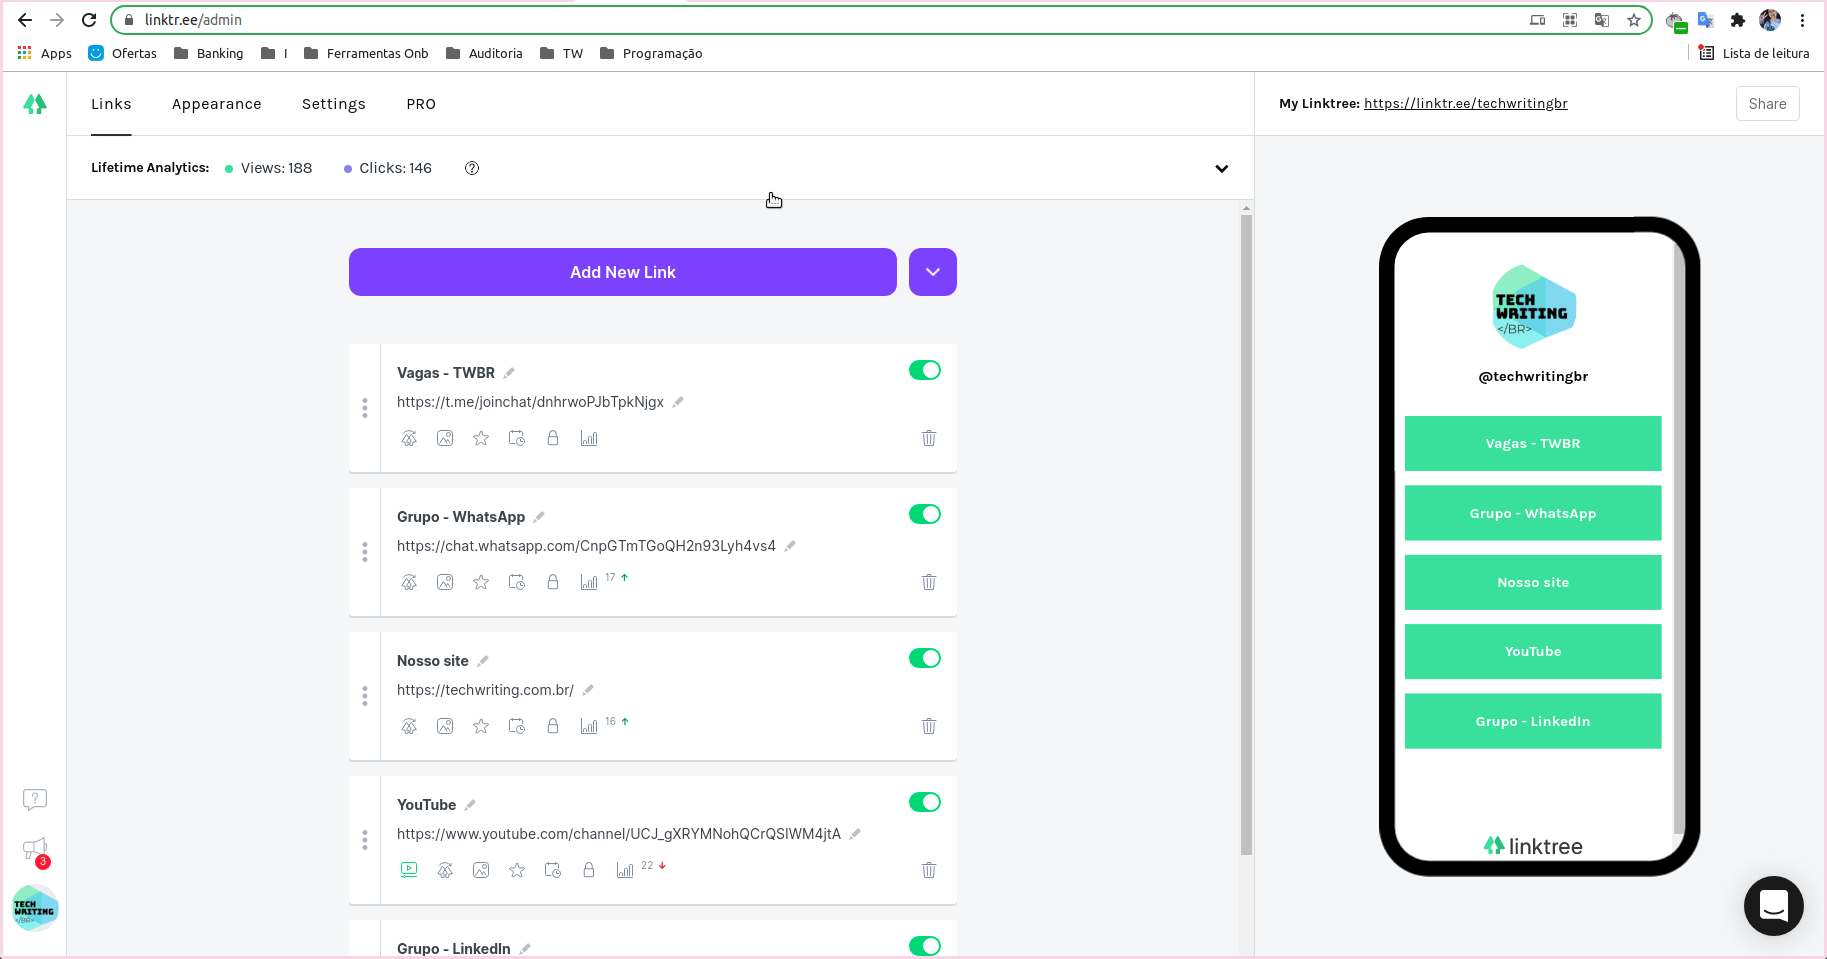 linktr.ee/admin
Apps
Ofertas
Banking
I
Ferramentas Onb
Auditoria
TW
Programação
Lista de leitura
Links
Appearance
Settings
PRO
My Linktree: https://linktr.ee/techwritingbr
Share
Lifetime Analytics:
Views: 188
Clicks: 146
Add New Link
Vagas - TWBR
https://t.me/joinchat/dnhrwoPJbTpkNjgx
Grupo - WhatsApp
https://chat.whatsapp.com/CnpGTmTGoQH2n93Lyh4vs4
17
Nosso site
https://techwriting.com.br/
16
YouTube
https://www.youtube.com/channel/UCJ_gXRYMNohQCrQSIWM4jtA
22
Grupo - LinkedIn
3
TECH
WRITING
</BR>
TECH
WRITING
</BR>
@techwritingbr
Vagas - TWBR
Grupo - WhatsApp
Nosso site
YouTube
Grupo - LinkedIn
linktree